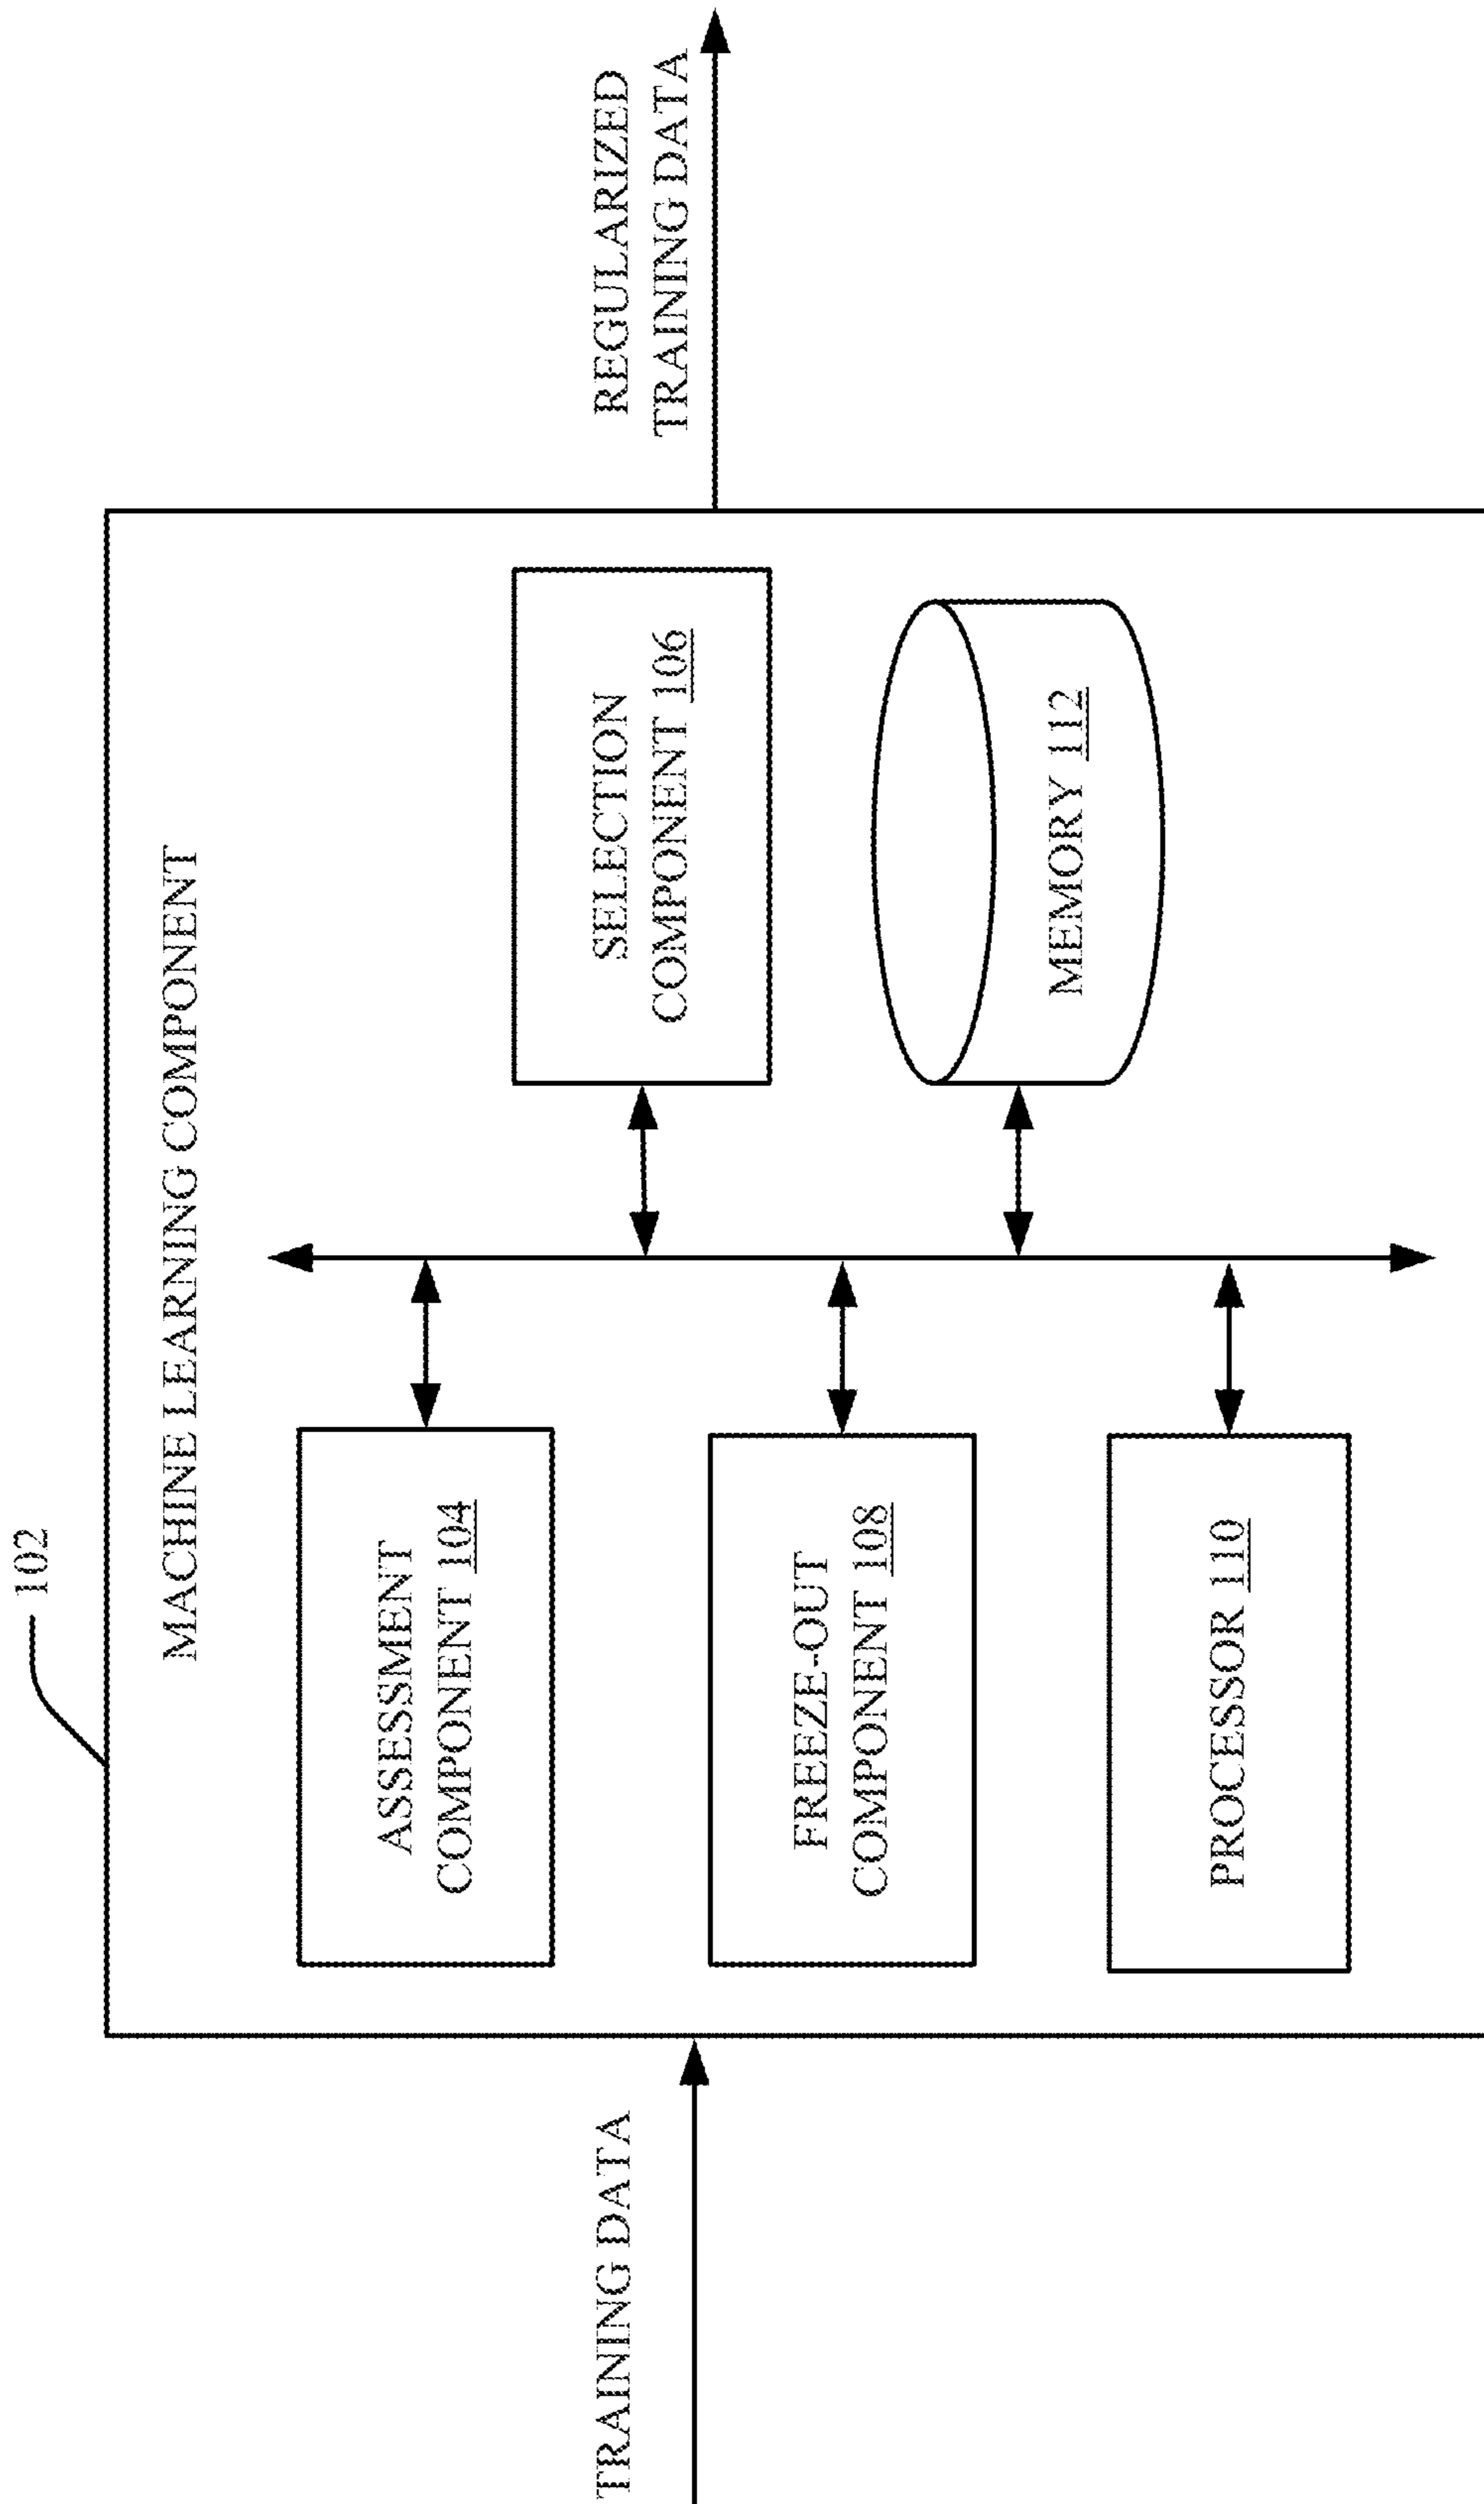 102
MACHINE LEARNING COMPONENT
TRAINING DATA
ASSESSMENT
COMPONENT 104
SELECTION
COMPONENT 106
REGULARIZED
TRAINING DATA
FREEZE-OUT
COMPONENT 108
MEMORY 112
PROCESSOR 110